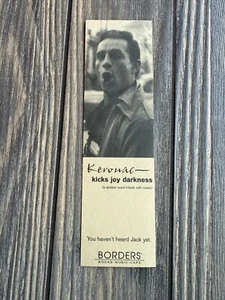 Kerouac—
kicks joy darkness
(a spoken word tribute with music)
You haven't heard Jack yet.
BORDERS
BOOKS·MUSIC·CAFE